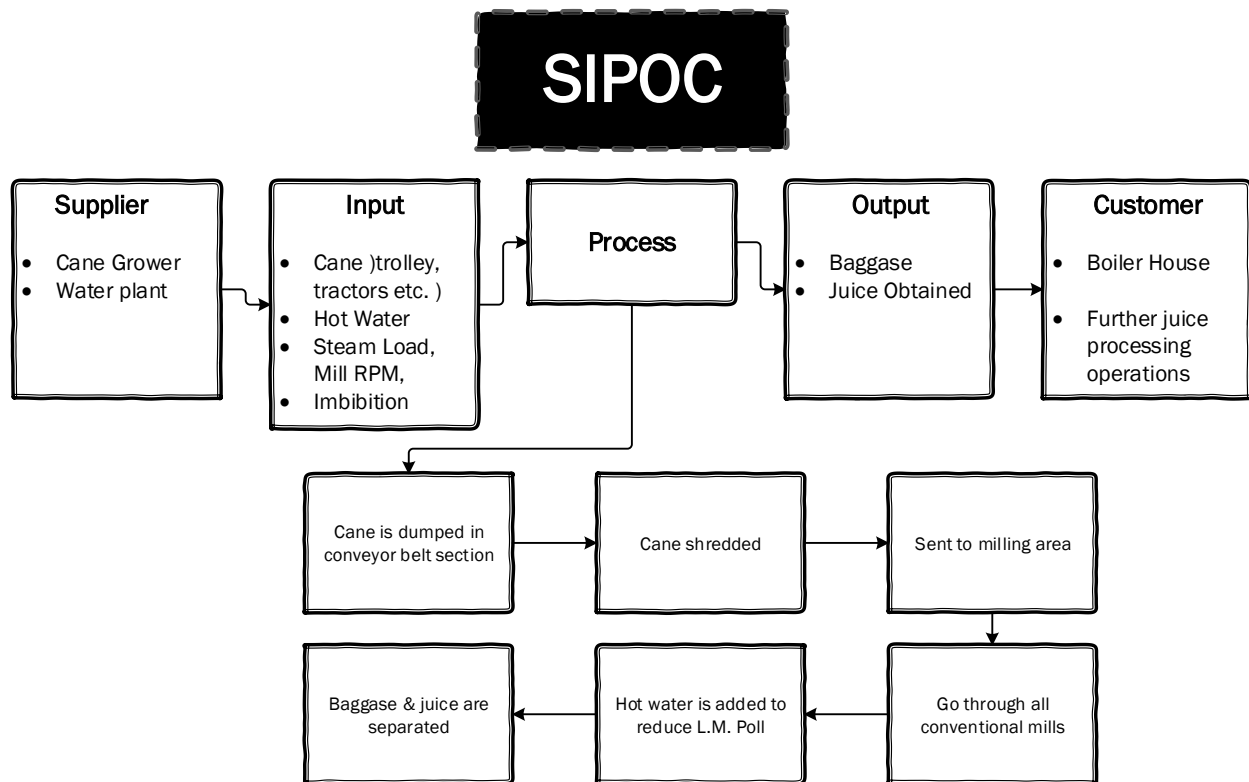 SIPOC
Supplier
• Cane Grower
• Water plant
Input
• Cane )trolley,
tractors etc. )
• Hot Water
• Steam Load,
Mill RPM,
• Imbibition
Process
Output
• Baggase
• Juice Obtained
Customer
• Boiler House
• Further juice
processing
operations
Cane is dumped in
conveyor belt section
Cane shredded
Sent to milling area
Go through all
conventional mills
Hot water is added to
reduce L.M. Poll
Baggase & juice are
separated